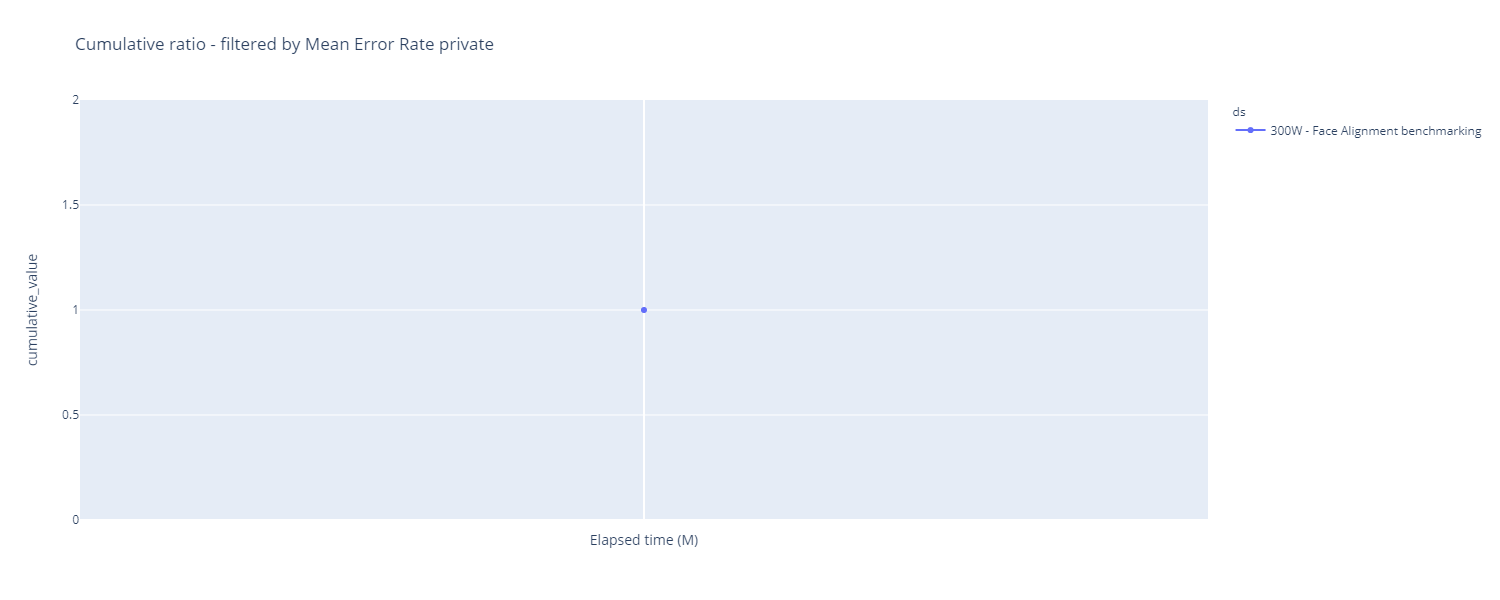 Cumulative ratio - filtered by Mean Error Rate private
2
1.5
1
0.5
0
cumulative_value
Elapsed time (M)
ds
300W - Face Alignment benchmarking